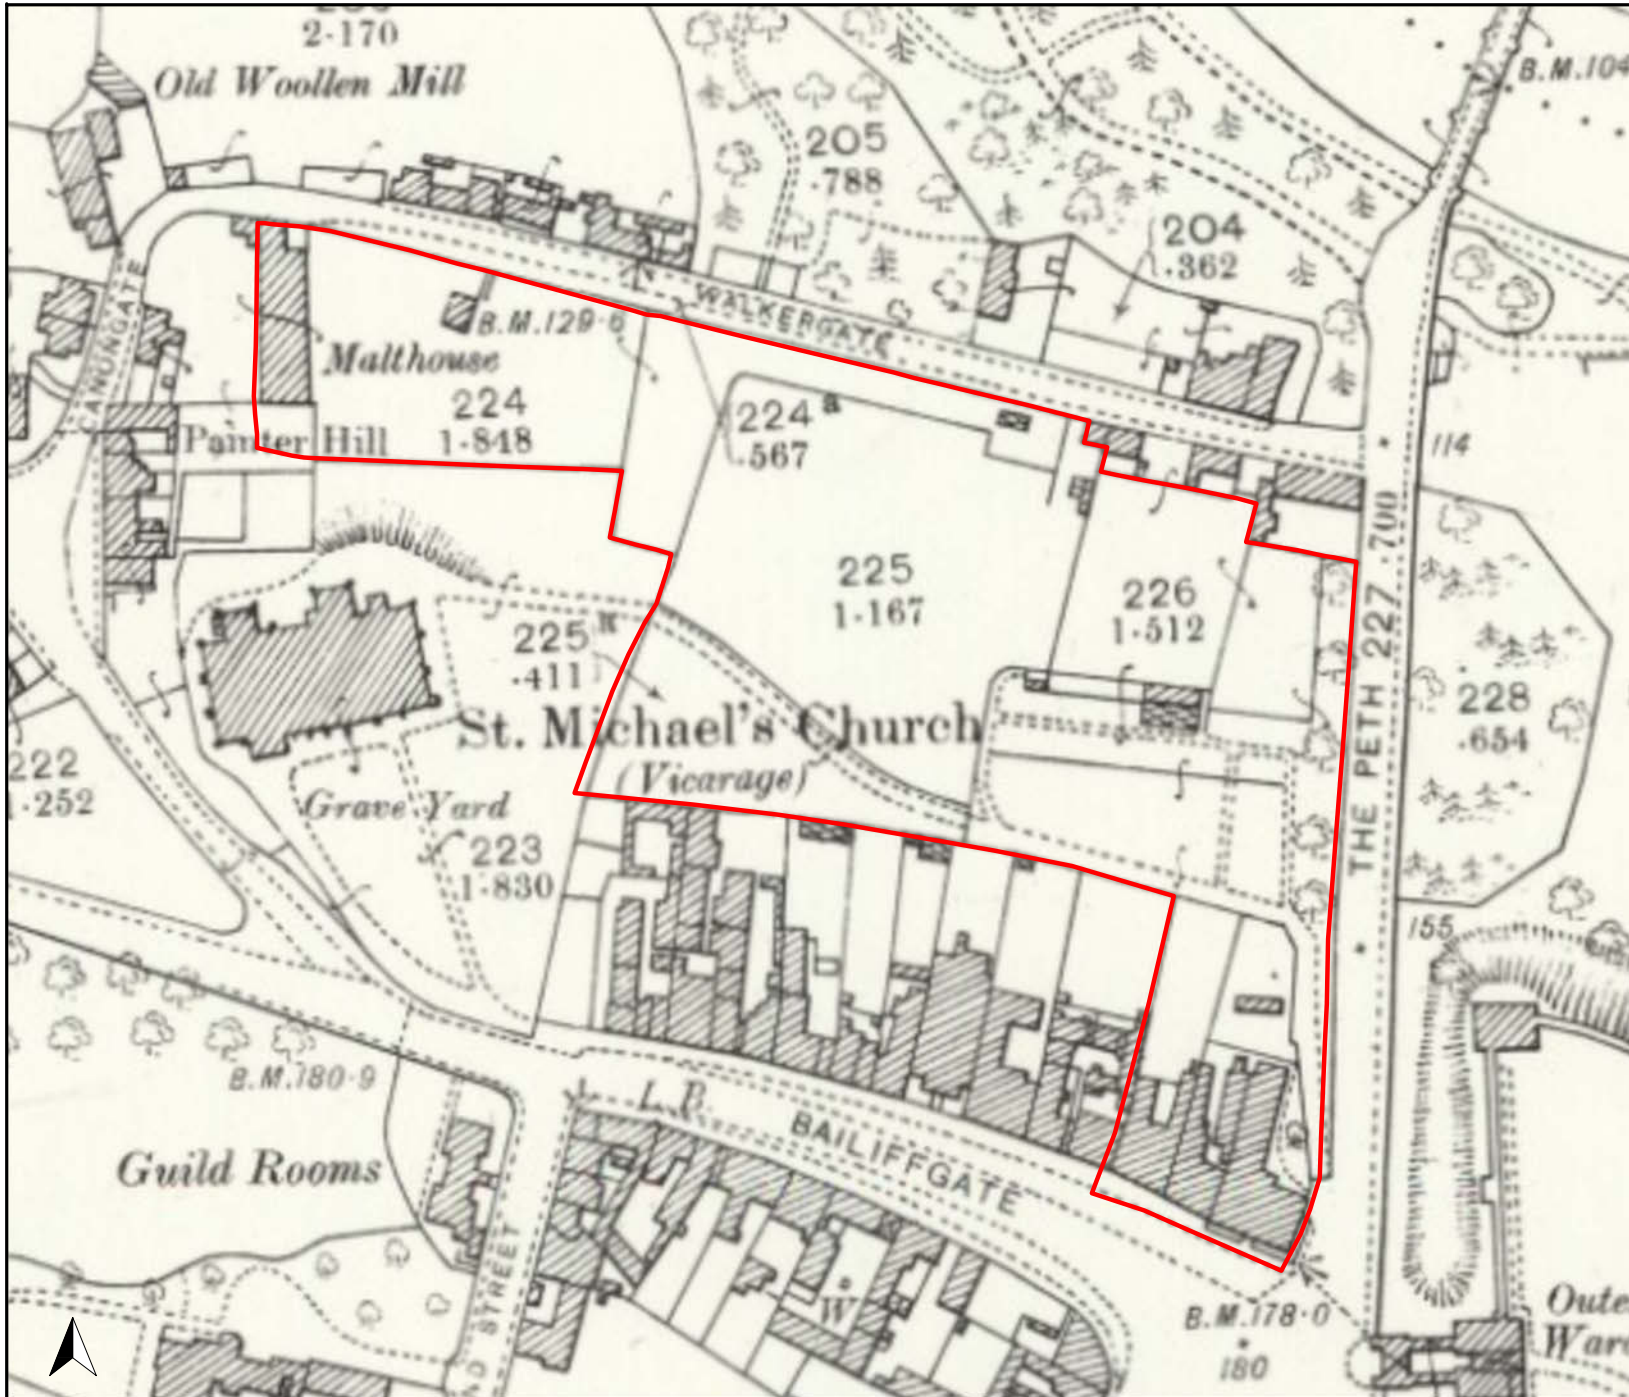 2·170
Old Woollen Mill
B.M.104
205
·788
204
·362
CANONGATE
WALKERGATE
B.M.129·6
Malthouse
224
1·848
224a
·567
Painter Hill
114
225
1·167
226
1·512
THE PETH 227 ·700
225
·411
228
·654
St. Michael's Church
(Vicarage)
222
·252
Grave Yard
223
1·830
155
B.M.180·9
L.B.
BAILIFFGATE
Guild Rooms
STREET
W
B.M.178·0
180
Oute
Ward